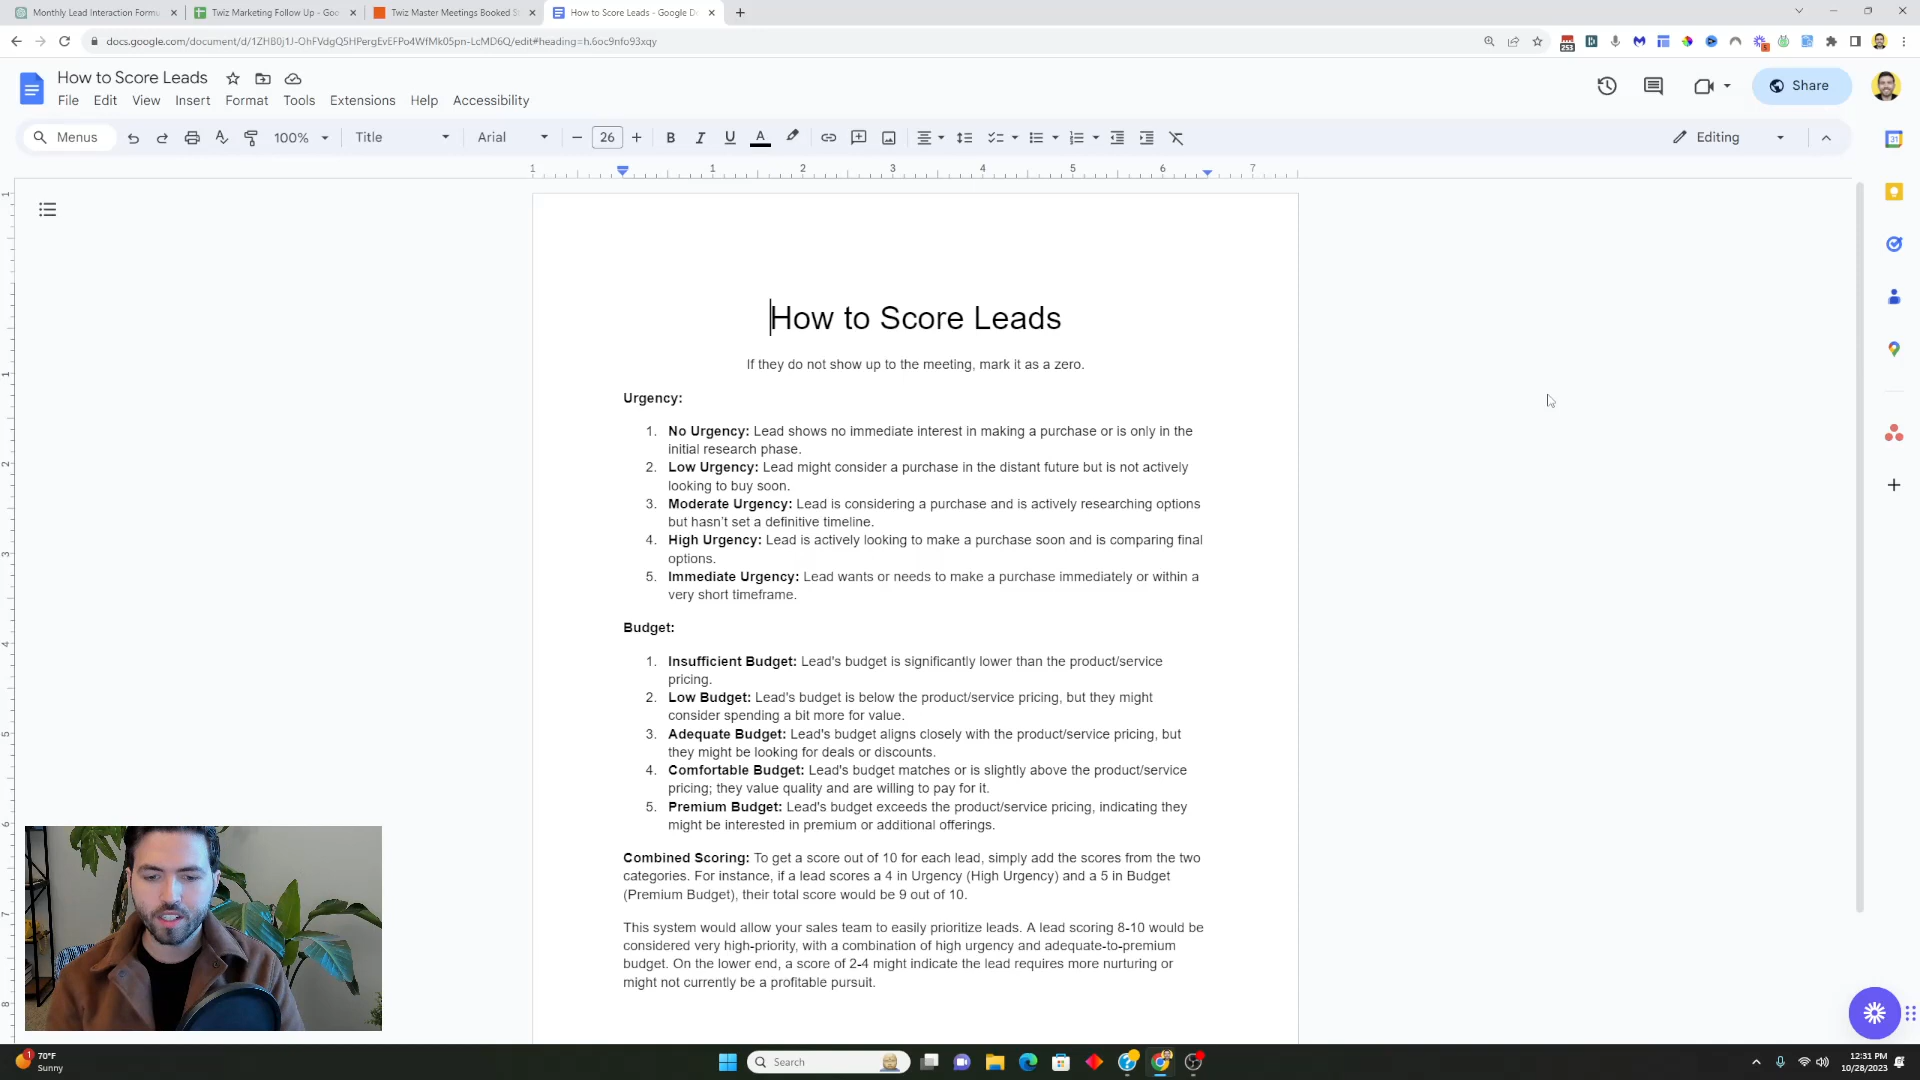 Monthly Lead Interaction Formu
Twiz Marketing Follow Up - Goo
Twiz Master Meetings Booked S
How to Score Leads - Google D
docs.google.com/document/d/1ZH80j1J-OhFVdgQ5HPergEvEFPo4WfMk05pn-LcMD6Q/edit#heading=h.6oc9nfo93xqy
253
How to Score Leads
File Edit View Insert Format Tools Extensions Help Accessibility
Share
Menus
100%
Title
Arial
26
Editing
1 1 2 3 4 5 6 7
31
How to Score Leads
If they do not show up to the meeting, mark it as a zero.
Urgency:
1. No Urgency: Lead shows no immediate interest in making a purchase or is only in the
initial research phase.
2. Low Urgency: Lead might consider a purchase in the distant future but is not actively
looking to buy soon.
3. Moderate Urgency: Lead is considering a purchase and is actively researching options
but hasn't set a definitive timeline.
4. High Urgency: Lead is actively looking to make a purchase soon and is comparing final
options.
5. Immediate Urgency: Lead wants or needs to make a purchase immediately or within a
very short timeframe.
Budget:
1. Insufficient Budget: Lead's budget is significantly lower than the product/service
pricing.
2. Low Budget: Lead's budget is below the product/service pricing, but they might
consider spending a bit more for value.
3. Adequate Budget: Lead's budget aligns closely with the product/service pricing, but
they might be looking for deals or discounts.
4. Comfortable Budget: Lead's budget matches or is slightly above the product/service
pricing; they value quality and are willing to pay for it.
5. Premium Budget: Lead's budget exceeds the product/service pricing, indicating they
might be interested in premium or additional offerings.
Combined Scoring: To get a score out of 10 for each lead, simply add the scores from the two
categories. For instance, if a lead scores a 4 in Urgency (High Urgency) and a 5 in Budget
(Premium Budget), their total score would be 9 out of 10.
This system would allow your sales team to easily prioritize leads. A lead scoring 8-10 would be
considered very high-priority, with a combination of high urgency and adequate-to-premium
budget. On the lower end, a score of 2-4 might indicate the lead requires more nurturing or
might not currently be a profitable pursuit.
1
70°F
Sunny
Search
12:31 PM
10/28/2023